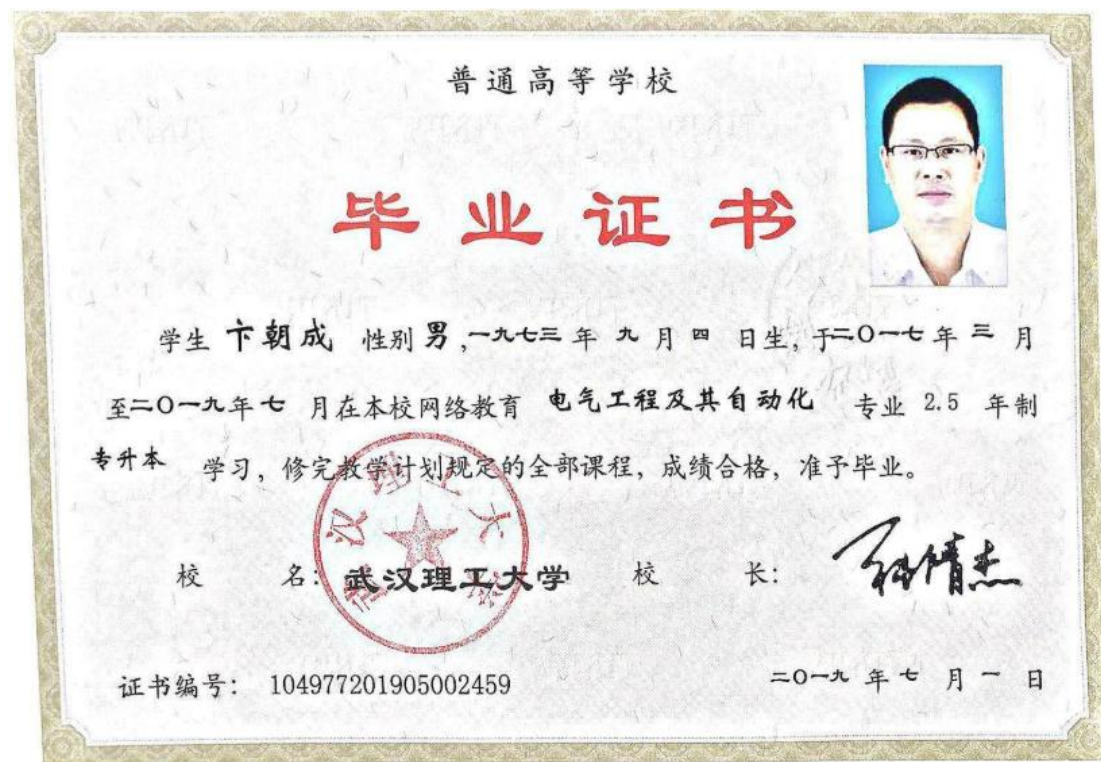 普通高等学校
毕业证书
学生 卞朝成 性别 男,一九七三 年 九 月 四 日生, 于二〇一七年 三 月
至二〇一九年 七 月在本校网络教育 电气工程及其自动化 专业 2.5 年制
专升本 学习, 修完教学计划规定的全部课程, 成绩合格, 准予毕业。
校 名: 武汉理工大学 校 长:
武汉理工大学
证书编号: 104977201905002459 二〇一九 年 七 月 一 日